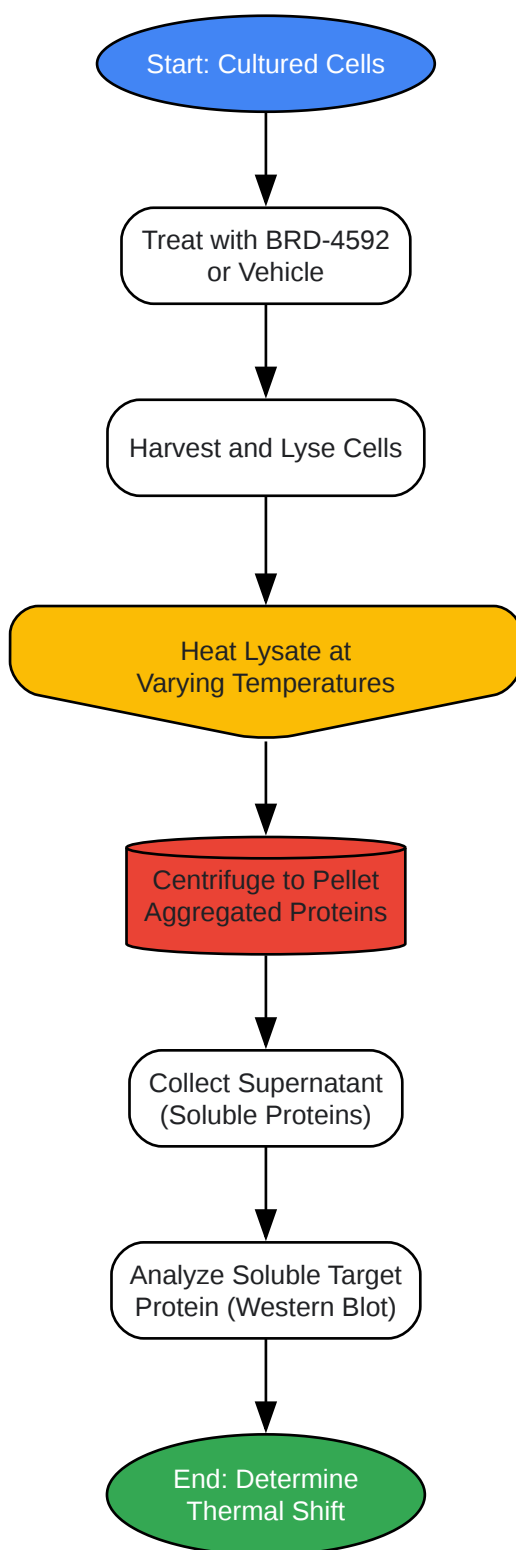 Start: Cultured Cells
Treat with BRD-4592
or Vehicle
Harvest and Lyse Cells
Heat Lysate at
Varying Temperatures
Centrifuge to Pellet
Aggregated Proteins
Collect Supernatant
(Soluble Proteins)
Analyze Soluble Target
Protein (Western Blot)
End: Determine
Thermal Shift